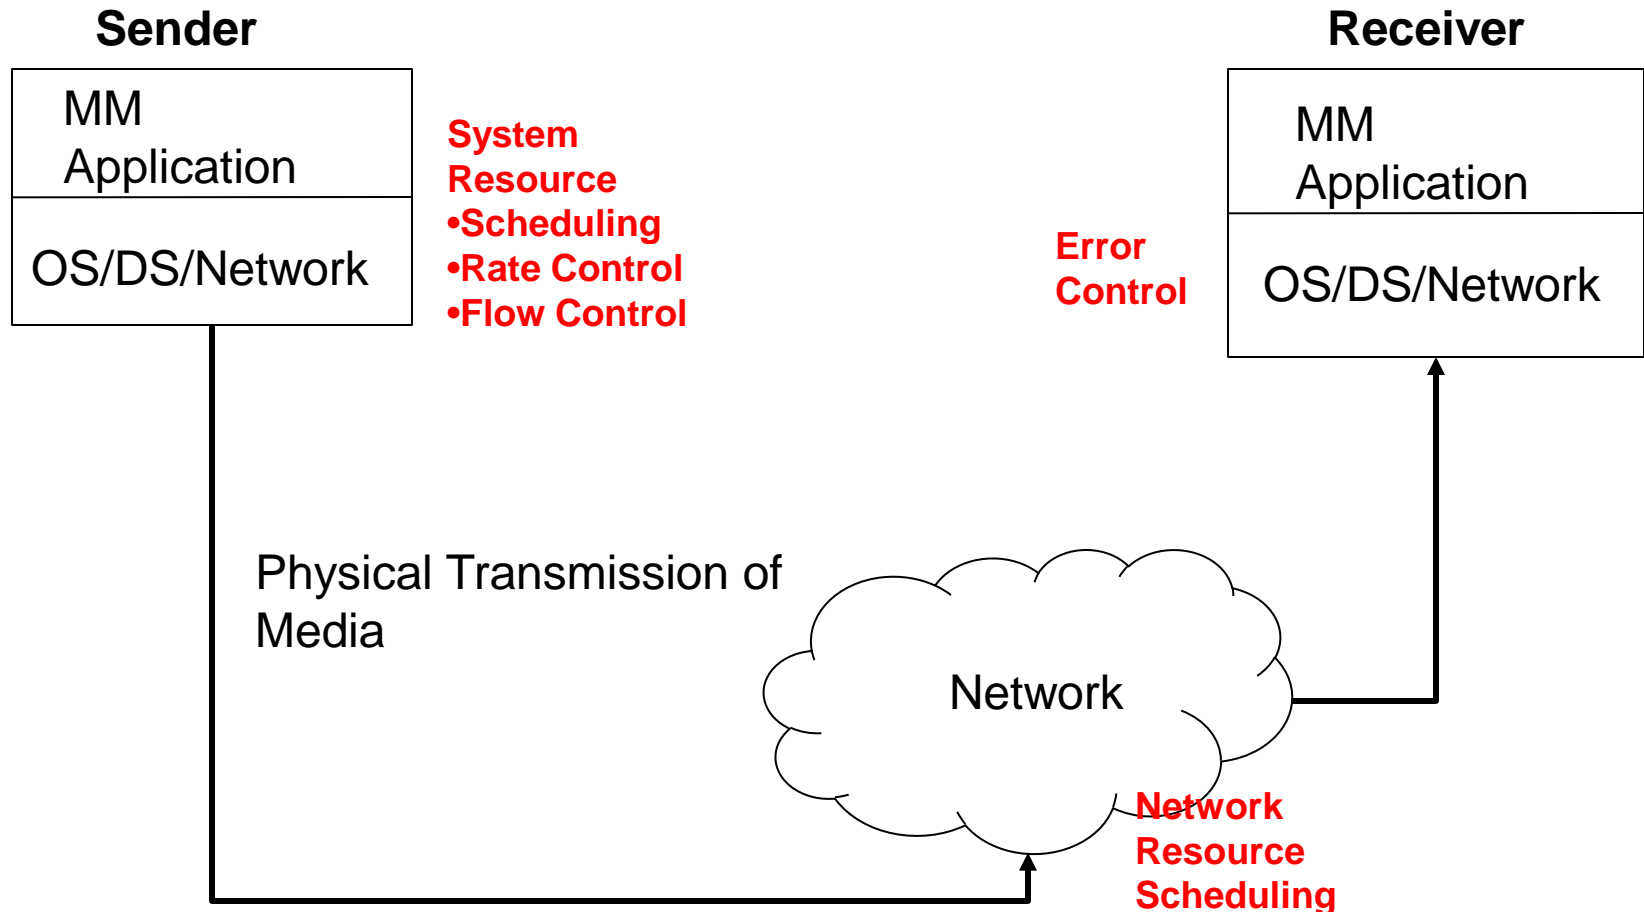 Sender
MM
Application
OS/DS/Network
System
Resource
•Scheduling
•Rate Control
•Flow Control
Receiver
MM
Application
OS/DS/Network
Error
Control
Physical Transmission of
Media
Network
Network
Resource
Scheduling